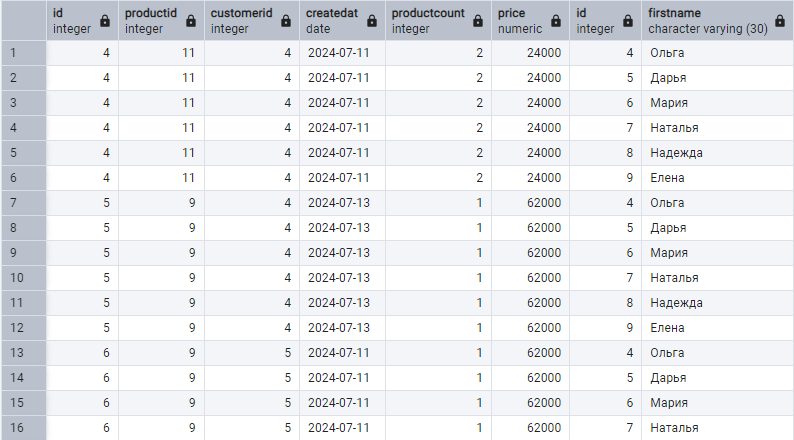 id productid customerid createdat productcount price id firstname
integer integer integer date integer numeric integer character varying (30)
1 4 11 4 2024-07-11 2 24000 4 Ольга
2 4 11 4 2024-07-11 2 24000 5 Дарья
3 4 11 4 2024-07-11 2 24000 6 Мария
4 4 11 4 2024-07-11 2 24000 7 Наталья
5 4 11 4 2024-07-11 2 24000 8 Надежда
6 4 11 4 2024-07-11 2 24000 9 Елена
7 5 9 4 2024-07-13 1 62000 4 Ольга
8 5 9 4 2024-07-13 1 62000 5 Дарья
9 5 9 4 2024-07-13 1 62000 6 Мария
10 5 9 4 2024-07-13 1 62000 7 Наталья
11 5 9 4 2024-07-13 1 62000 8 Надежда
12 5 9 4 2024-07-13 1 62000 9 Елена
13 6 9 5 2024-07-11 1 62000 4 Ольга
14 6 9 5 2024-07-11 1 62000 5 Дарья
15 6 9 5 2024-07-11 1 62000 6 Мария
16 6 9 5 2024-07-11 1 62000 7 Наталья